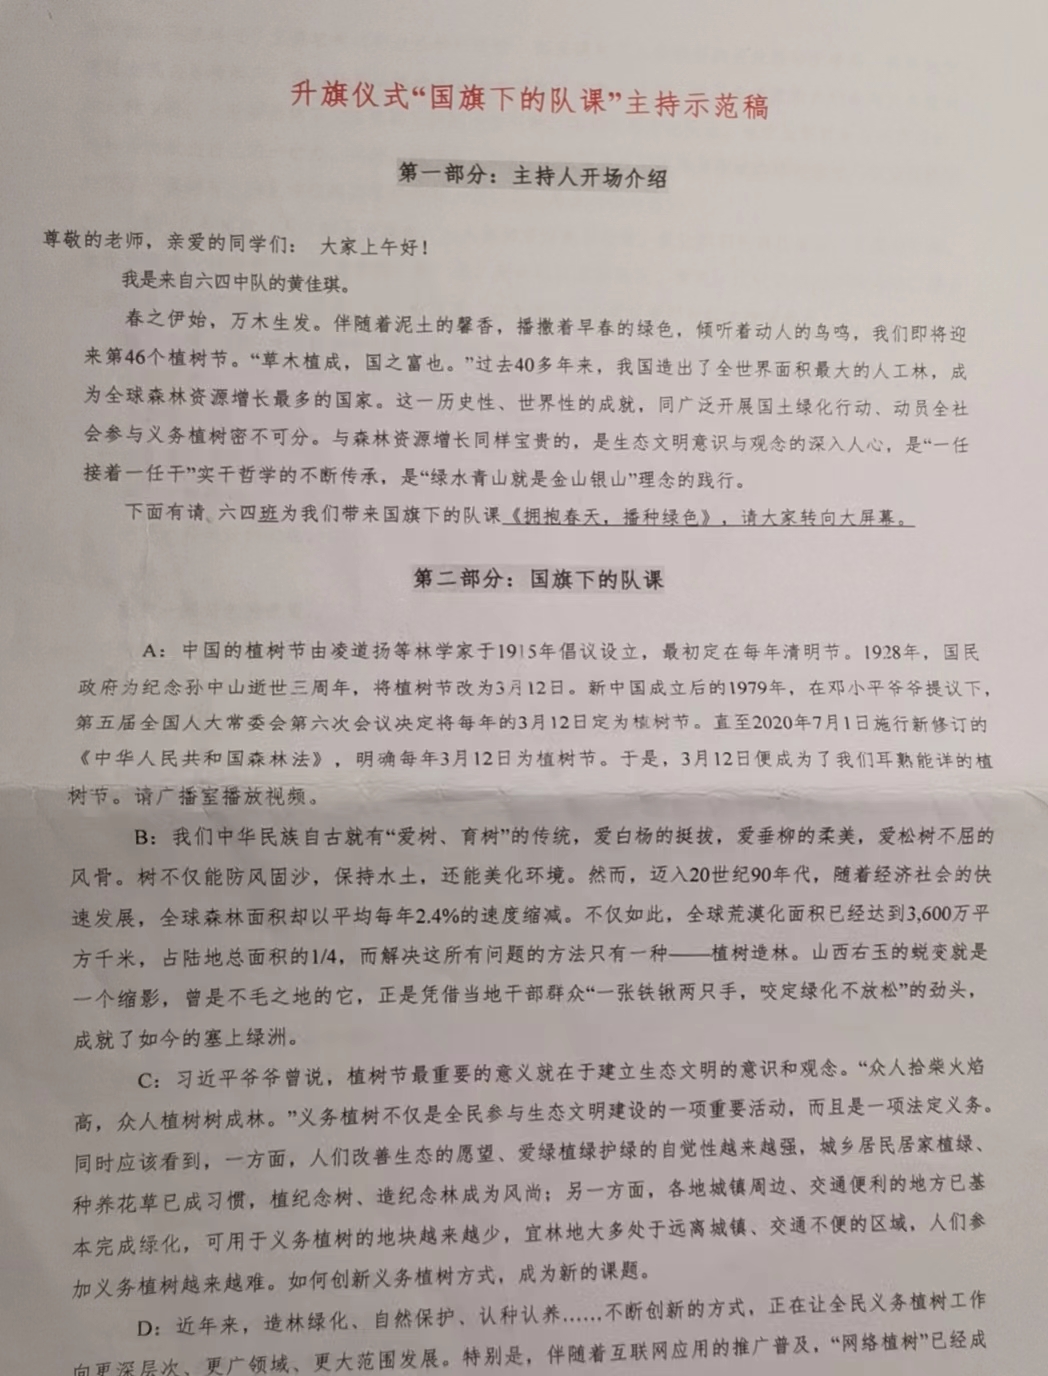 升旗仪式“国旗下的队课”主持示范稿
第一部分：主持人开场介绍
尊敬的老师，亲爱的同学们： 大家上午好！
我是来自六四中队的黄佳琪。
春之伊始，万木生发。伴随着泥土的馨香，播撒着早春的绿色，倾听着动人的鸟鸣，我们即将迎
来第46个植树节。“草木植成，国之富也。”过去40多年来，我国造出了全世界面积最大的人工林，成
为全球森林资源增长最多的国家。这一历史性、世界性的成就，同广泛开展国土绿化行动、动员全社
会参与义务植树密不可分。与森林资源增长同样宝贵的，是生态文明意识与观念的深入人心，是“一任
接着一任干”实干哲学的不断传承，是“绿水青山就是金山银山”理念的践行。
下面有请、六四班为我们带来国旗下的队课《拥抱春天，播种绿色》，请大家转向大屏幕。
第二部分：国旗下的队课
A：中国的植树节由凌道扬等林学家于1915年倡议设立，最初定在每年清明节。1928年，国民
政府为纪念孙中山逝世三周年，将植树节改为3月12日。新中国成立后的1979年，在邓小平爷爷提议下，
第五届全国人大常委会第六次会议决定将每年的3月12日定为植树节。直至2020年7月1日施行新修订的
《中华人民共和国森林法》，明确每年3月12日为植树节。于是，3月12日便成为了我们耳熟能详的植
树节。请广播室播放视频。
B：我们中华民族自古就有“爱树、育树”的传统，爱白杨的挺拔，爱垂柳的柔美，爱松树不屈的
风骨。树不仅能防风固沙，保持水土，还能美化环境。然而，迈入20世纪90年代，随着经济社会的快
速发展，全球森林面积却以平均每年2.4%的速度缩减。不仅如此，全球荒漠化面积已经达到3,600万平
方千米，占陆地总面积的1/4，而解决这所有问题的方法只有一种——植树造林。山西右玉的蜕变就是
一个缩影，曾是不毛之地的它，正是凭借当地干部群众“一张铁锹两只手，咬定绿化不放松”的劲头，
成就了如今的塞上绿洲。
C：习近平爷爷曾说，植树节最重要的意义就在于建立生态文明的意识和观念。“众人拾柴火焰
高，众人植树树成林。”义务植树不仅是全民参与生态文明建设的一项重要活动，而且是一项法定义务。
同时应该看到，一方面，人们改善生态的愿望、爱绿植绿护绿的自觉性越来越强，城乡居民居家植绿、
种养花草已成习惯，植纪念树、造纪念林成为风尚；另一方面，各地城镇周边、交通便利的地方已基
本完成绿化，可用于义务植树的地块越来越少，宜林地大多处于远离城镇、交通不便的区域，人们参
加义务植树越来越难。如何创新义务植树方式，成为新的课题。
D：近年来，造林绿化、自然保护、认种认养……不断创新的方式，正在让全民义务植树工作
向更深层次、更广领域、更大范围发展。特别是，伴随着互联网应用的推广普及，“网络植树”已经成